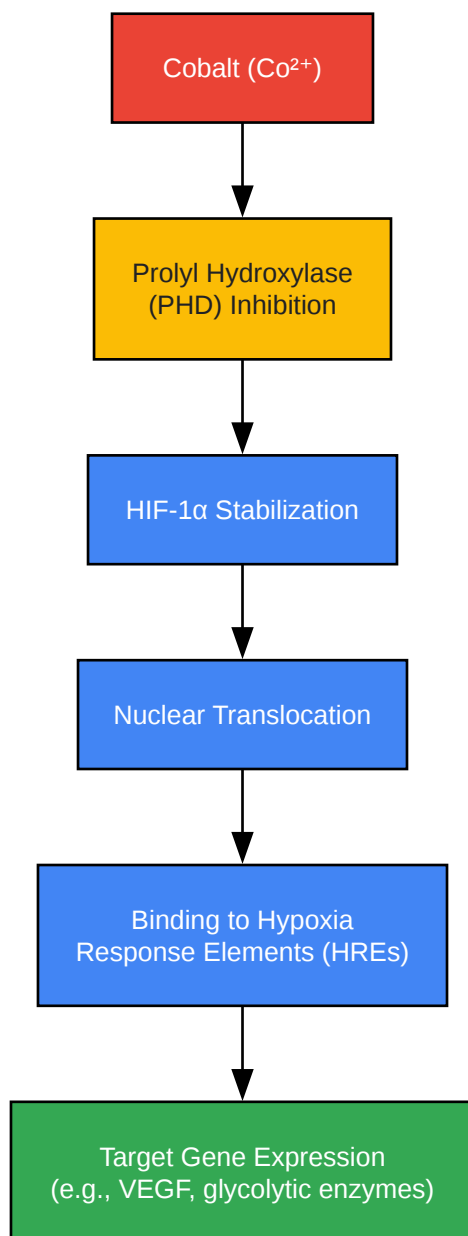 Cobalt (Co²⁺)
Prolyl Hydroxylase
(PHD) Inhibition
HIF-1α Stabilization
Nuclear Translocation
Binding to Hypoxia
Response Elements (HREs)
Target Gene Expression
(e.g., VEGF, glycolytic enzymes)